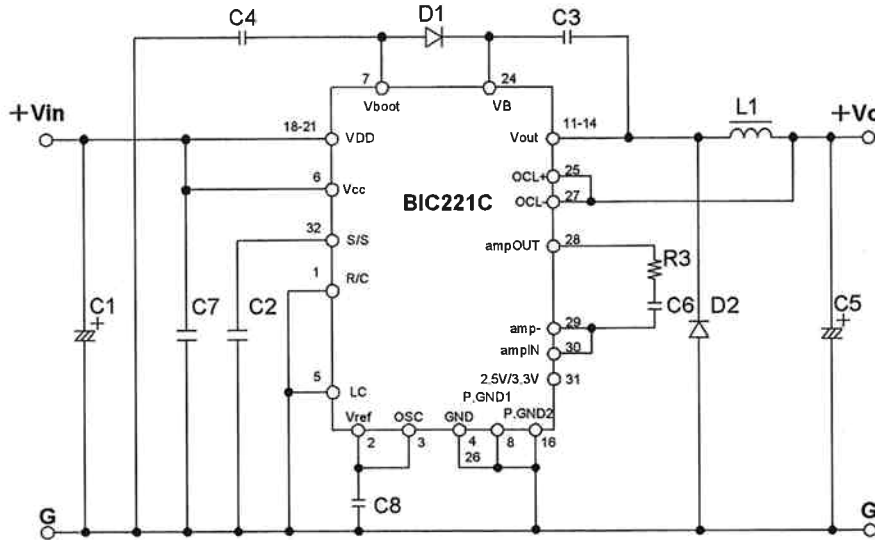 C4 D1 C3
7 24
Vboot VB
+Vin L1 +Vo
18-21 VDD Vout 11-14
OCL+ 25
6 Vcc BIC221C OCL- 27
32 S/S ampOUT 28
R3
1 R/C
C1 + C7 C2 C6 D2 C5 +
amp- 29
ampIN 30
5 LC 2,5V/3,3V 31
P.GND1
Vref OSC GND P.GND2
2 3 4 8 16
26
C8
G G